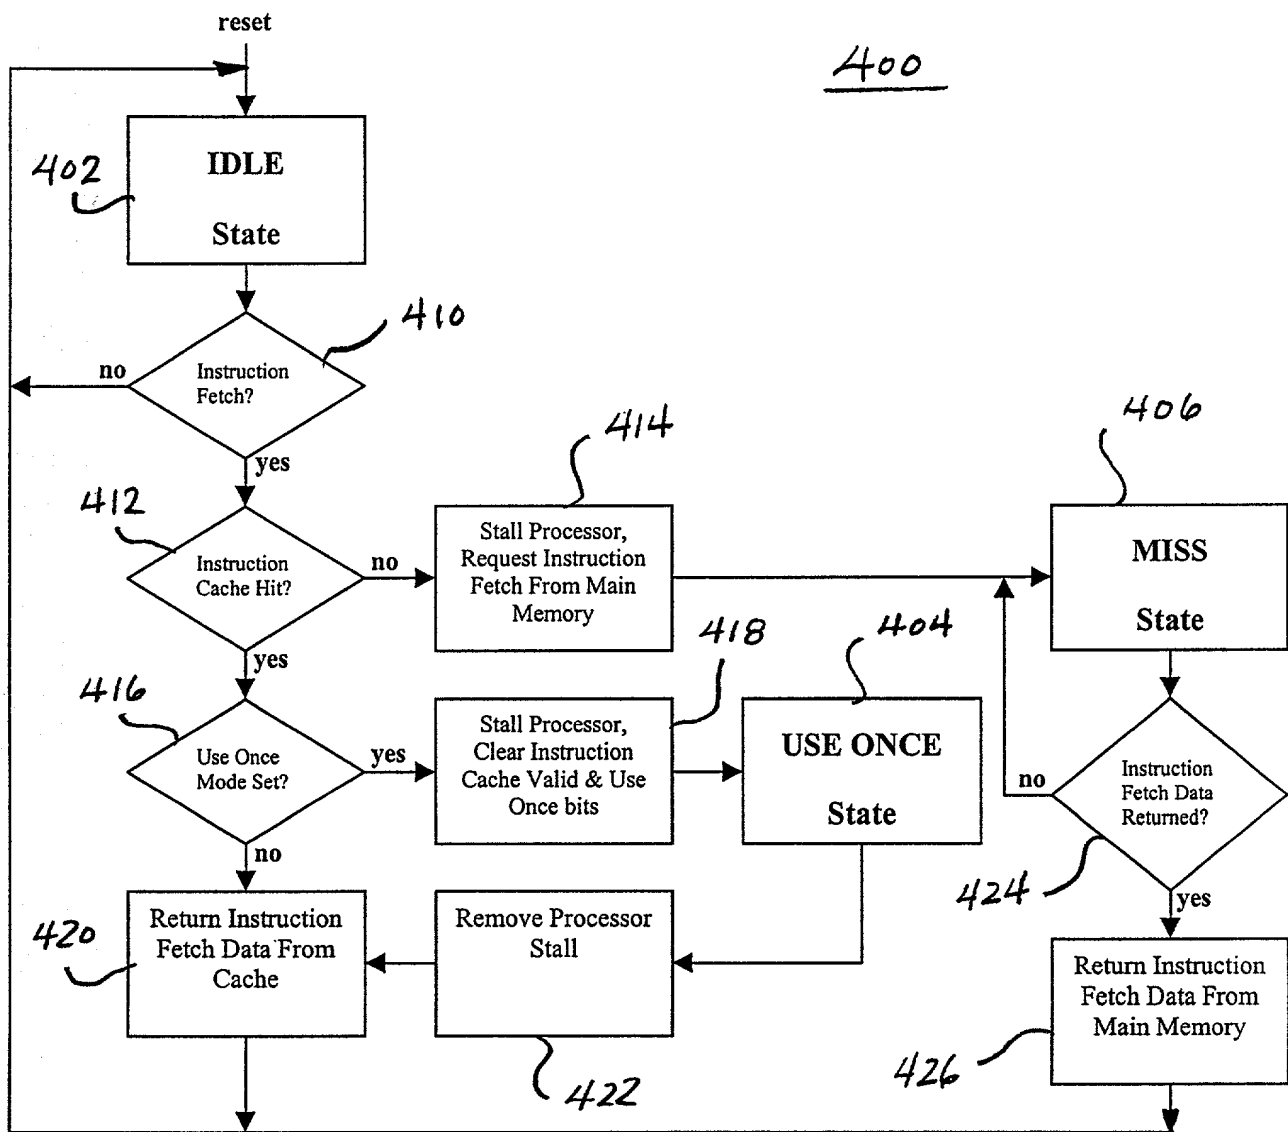 reset
400
IDLE
State
402
410
Instruction
Fetch?
no
yes
414
406
412
Instruction
Cache Hit?
no
yes
Stall Processor,
Request Instruction
Fetch From Main
Memory
MISS
State
418
404
416
Use Once
Mode Set?
yes
no
Stall Processor,
Clear Instruction
Cache Valid & Use
Once bits
USE ONCE
State
no
Instruction
Fetch Data
Returned?
424
yes
420
Return Instruction
Fetch Data From
Cache
Remove Processor
Stall
422
Return Instruction
Fetch Data From
Main Memory
426